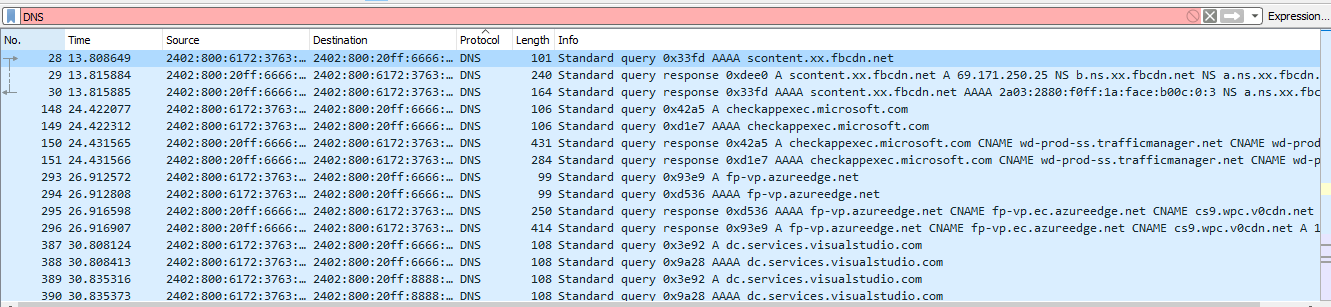 DNS Expression…
No. Time Source Destination Protocol Length Info
28 13.808649 2402:800:6172:3763:… 2402:800:20ff:6666:… DNS 101 Standard query 0x33fd AAAA scontent.xx.fbcdn.net
29 13.815884 2402:800:20ff:6666:… 2402:800:6172:3763:… DNS 240 Standard query response 0xdee0 A scontent.xx.fbcdn.net A 69.171.250.25 NS b.ns.xx.fbcdn.net NS a.ns.xx.fbcdn.
30 13.815885 2402:800:20ff:6666:… 2402:800:6172:3763:… DNS 164 Standard query response 0x33fd AAAA scontent.xx.fbcdn.net AAAA 2a03:2880:f0ff:1a:face:b00c:0:3 NS a.ns.xx.fbc
148 24.422077 2402:800:6172:3763:… 2402:800:20ff:6666:… DNS 106 Standard query 0x42a5 A checkappexec.microsoft.com
149 24.422312 2402:800:6172:3763:… 2402:800:20ff:6666:… DNS 106 Standard query 0xd1e7 AAAA checkappexec.microsoft.com
150 24.431565 2402:800:20ff:6666:… 2402:800:6172:3763:… DNS 431 Standard query response 0x42a5 A checkappexec.microsoft.com CNAME wd-prod-ss.trafficmanager.net CNAME wd-prod
151 24.431566 2402:800:20ff:6666:… 2402:800:6172:3763:… DNS 284 Standard query response 0xd1e7 AAAA checkappexec.microsoft.com CNAME wd-prod-ss.trafficmanager.net CNAME wd-p
293 26.912572 2402:800:6172:3763:… 2402:800:20ff:6666:… DNS 99 Standard query 0x93e9 A fp-vp.azureedge.net
294 26.912808 2402:800:6172:3763:… 2402:800:20ff:6666:… DNS 99 Standard query 0xd536 AAAA fp-vp.azureedge.net
295 26.916598 2402:800:20ff:6666:… 2402:800:6172:3763:… DNS 250 Standard query response 0xd536 AAAA fp-vp.azureedge.net CNAME fp-vp.ec.azureedge.net CNAME cs9.wpc.v0cdn.net
296 26.916907 2402:800:20ff:6666:… 2402:800:6172:3763:… DNS 414 Standard query response 0x93e9 A fp-vp.azureedge.net CNAME fp-vp.ec.azureedge.net CNAME cs9.wpc.v0cdn.net A 1
387 30.808124 2402:800:6172:3763:… 2402:800:20ff:6666:… DNS 108 Standard query 0x3e92 A dc.services.visualstudio.com
388 30.808413 2402:800:6172:3763:… 2402:800:20ff:6666:… DNS 108 Standard query 0x9a28 AAAA dc.services.visualstudio.com
389 30.835316 2402:800:6172:3763:… 2402:800:20ff:8888:… DNS 108 Standard query 0x3e92 A dc.services.visualstudio.com
390 30.835373 2402:800:6172:3763:… 2402:800:20ff:8888:… DNS 108 Standard query 0x9a28 AAAA dc.services.visualstudio.com